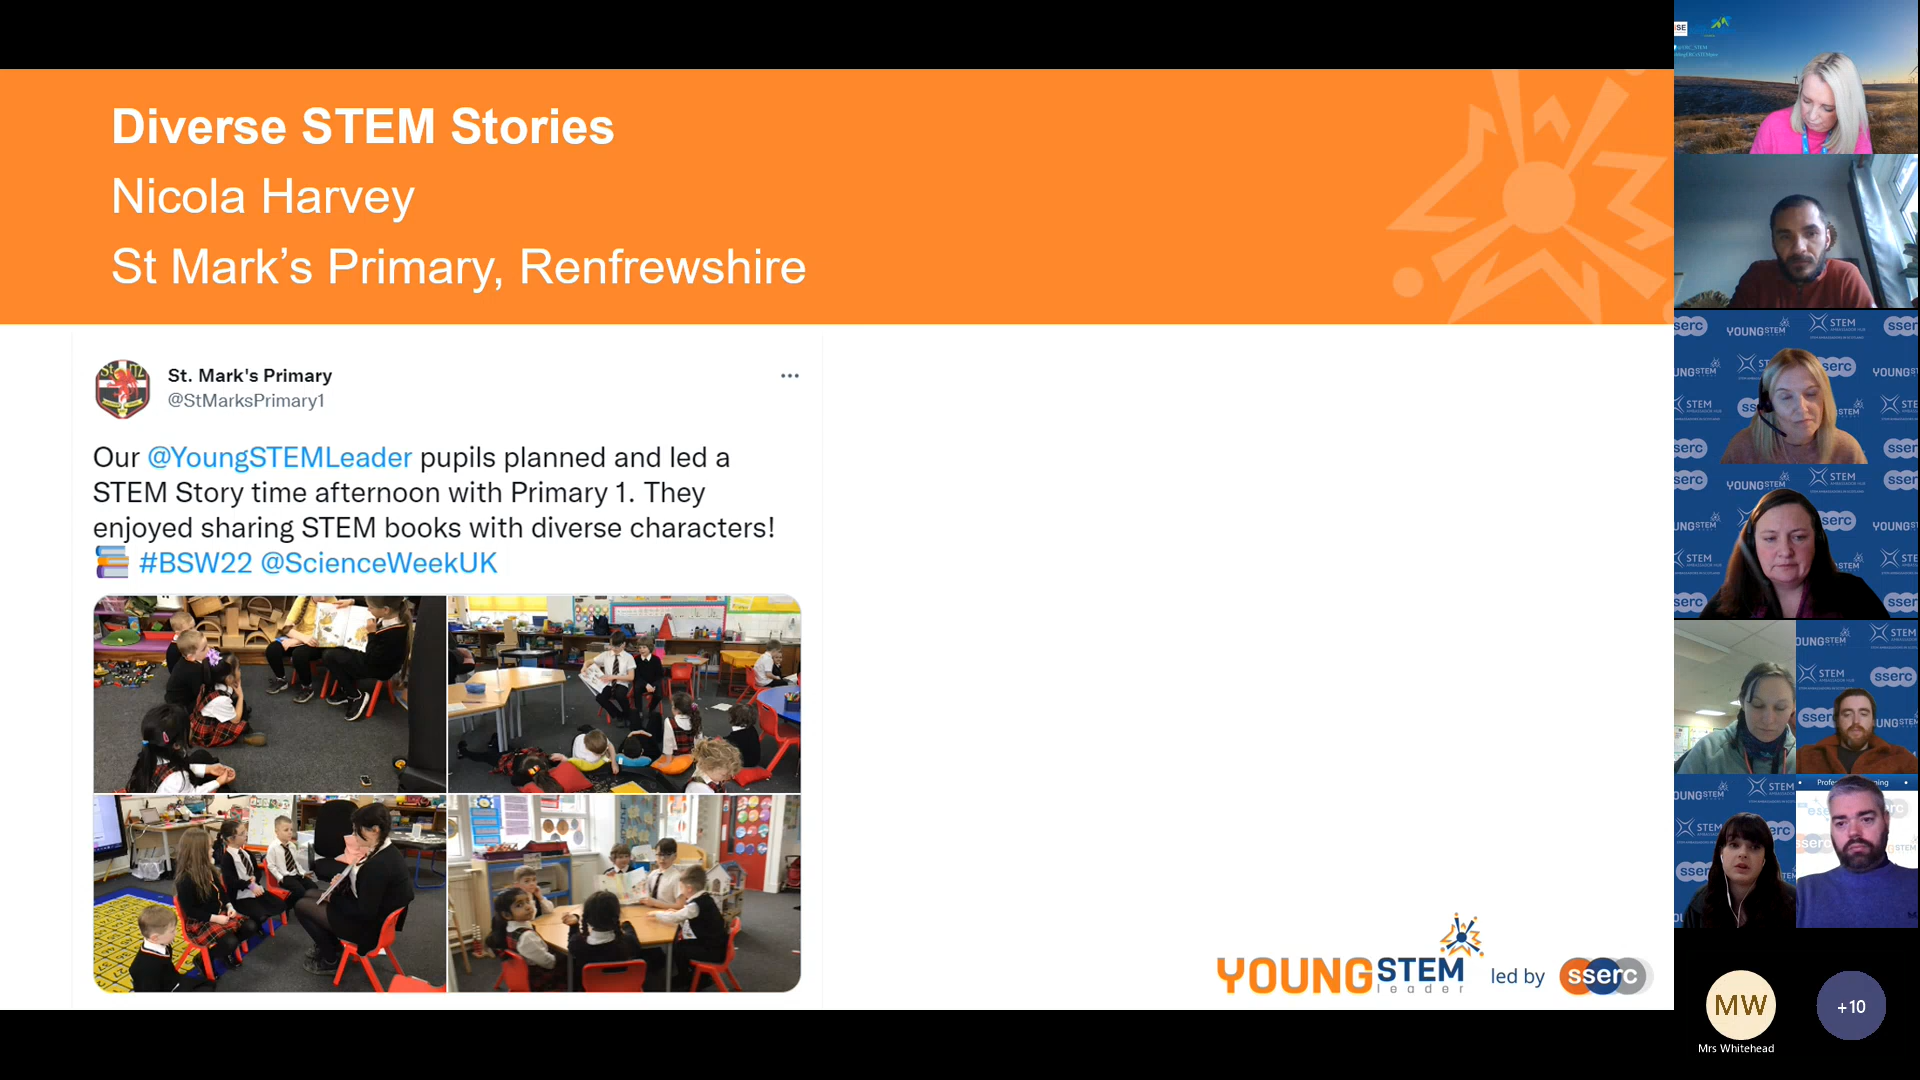 Diverse STEM Stories
Nicola Harvey
St Mark’s Primary, Renfrewshire
St. Mark's Primary
@StMarksPrimary1
Our @YoungSTEMLeader pupils planned and led a
STEM Story time afternoon with Primary 1. They
enjoyed sharing STEM books with diverse characters!
#BSW22 @ScienceWeekUK
YOUNGSTEM
leader
led by
sserc
MW
+10
Mrs Whitehead